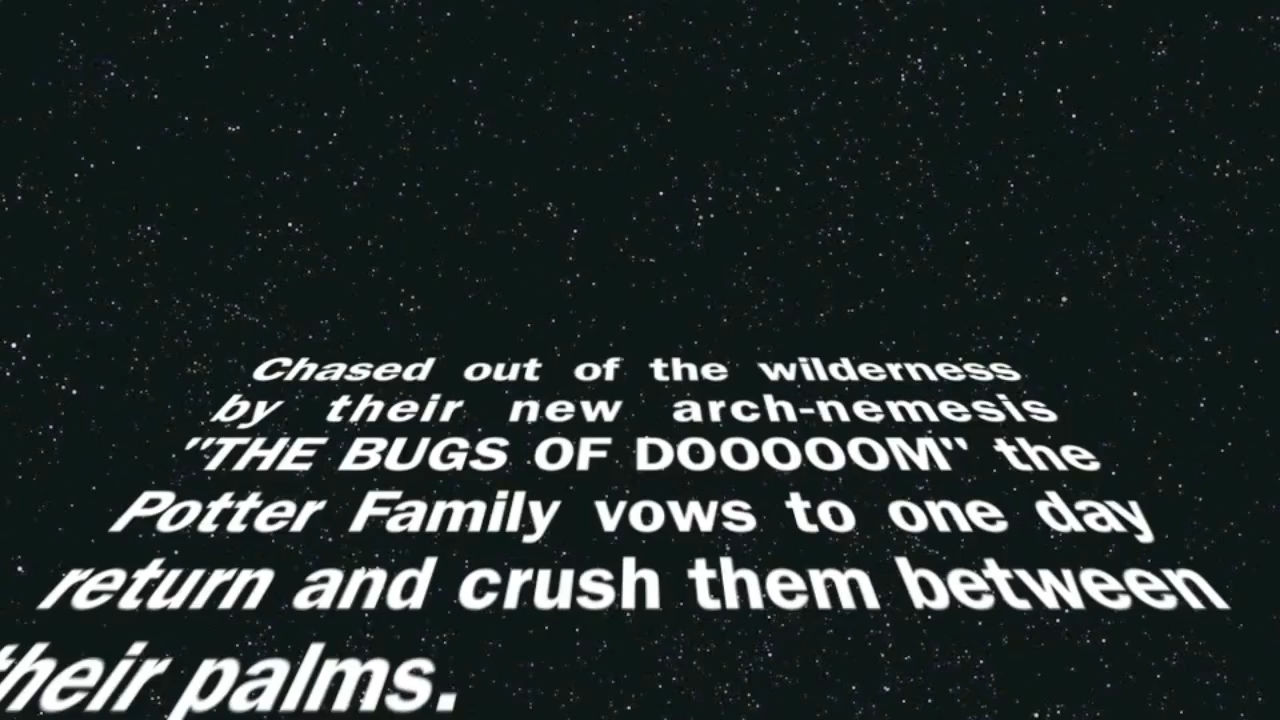 Chased out of the wilderness
by their new arch-nemesis
"THE BUGS OF DOOOOOM" the
Potter Family vows to one day
return and crush them between
their palms.